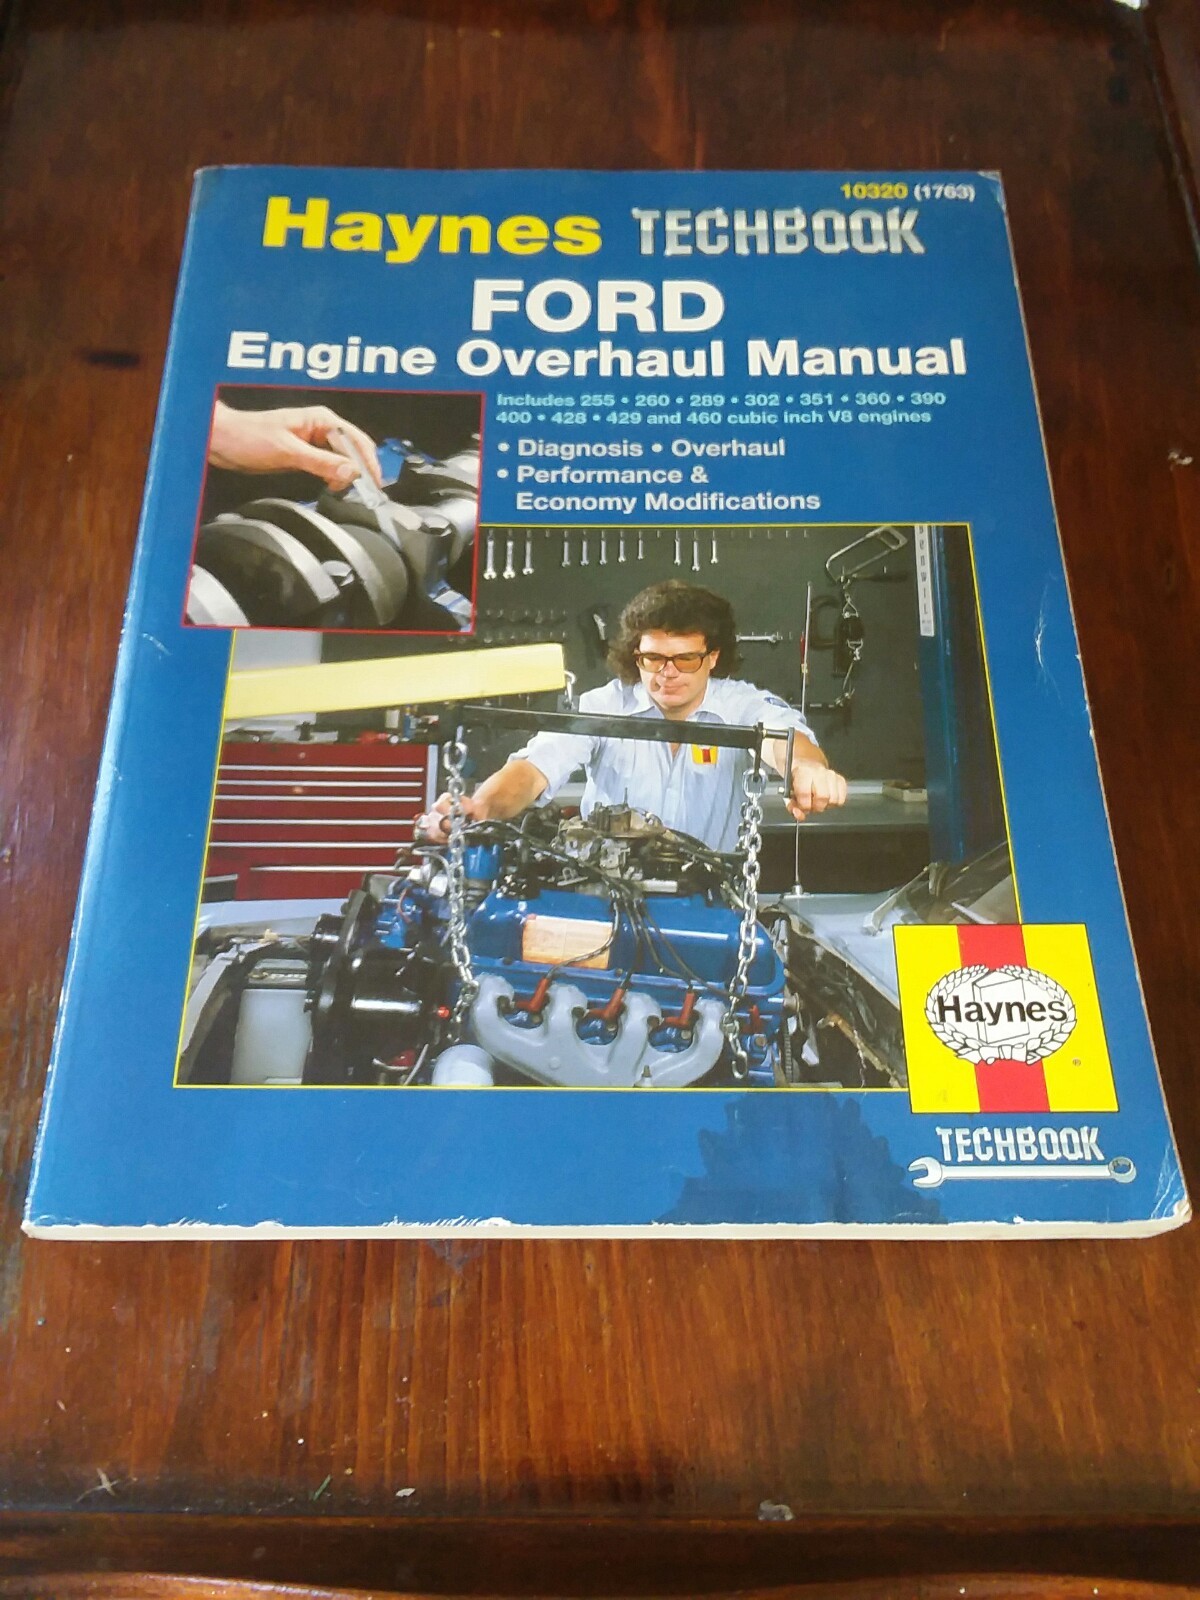 10320 (1763)
Haynes TECHBOOK
FORD
Engine Overhaul Manual
Includes 255 • 260 • 289 • 302 • 351 • 360 • 390
400 • 428 • 429 and 460 cubic inch V8 engines
• Diagnosis • Overhaul
• Performance &
Economy Modifications
Haynes
®
TECHBOOK